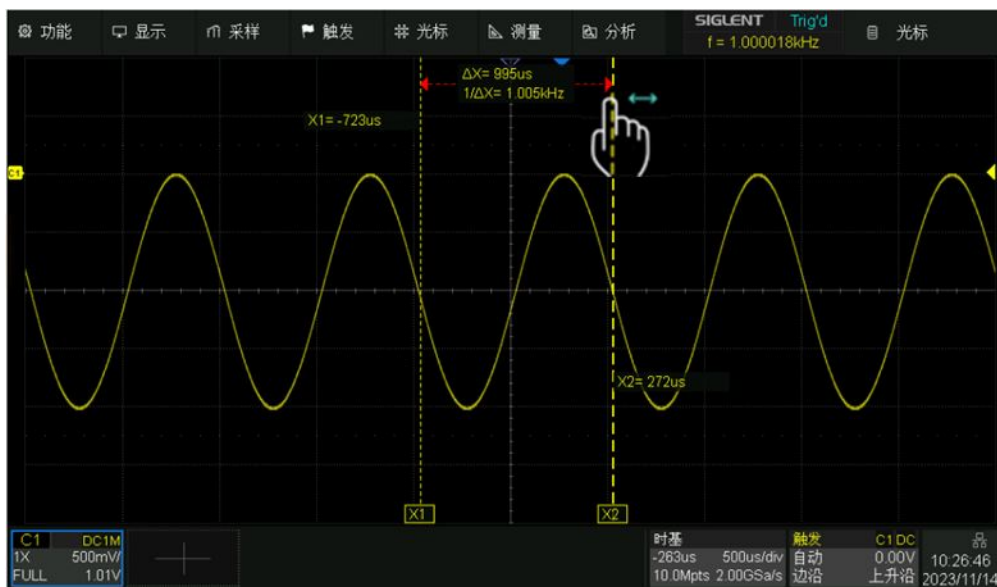 功能 显示 采样 触发 光标 测量 分析 SIGLENT Trig'd 光标
f = 1.000018kHz
ΔX= 995us
1/ΔX= 1.005kHz
X1= -723us
C1
X2= 272us
X1 X2
C1 DC1M
1X 500mV/
FULL 1.01V
时基
-263us 500us/div
10.0Mpts 2.00GSa/s
触发 C1 DC
自动 0.00V
边沿 上升沿
10:26:46
2023/11/14